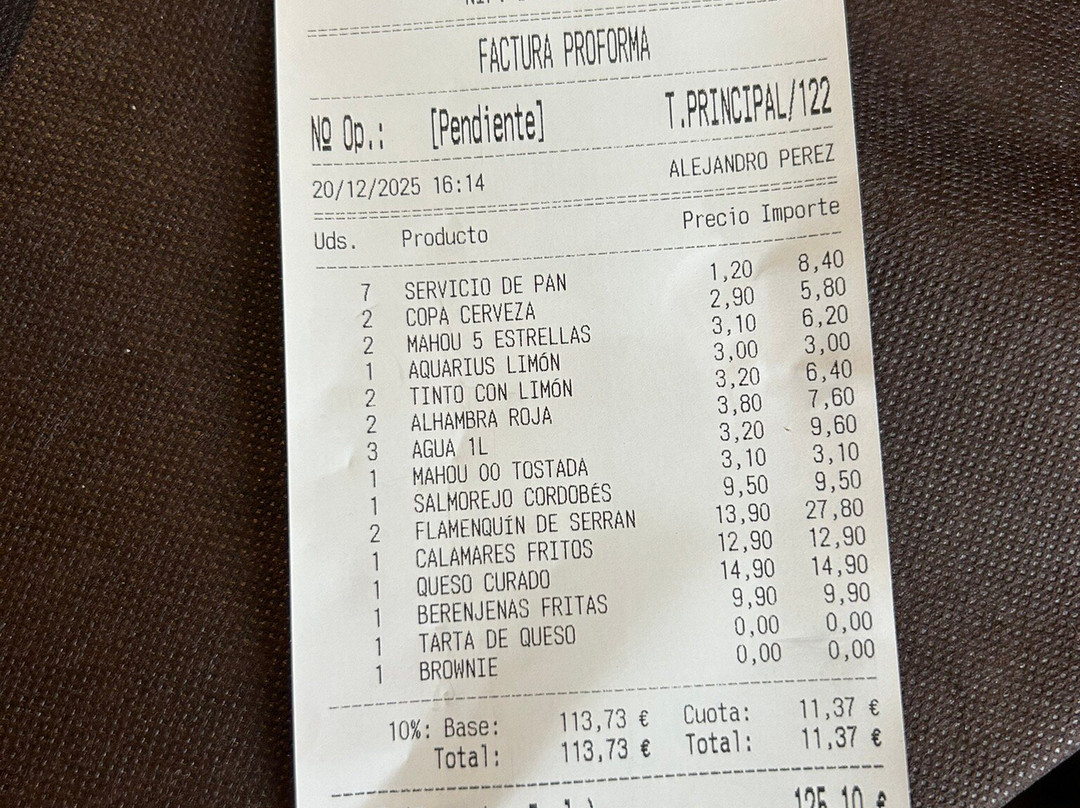 FACTURA PROFORMA
Nº Op.: [Pendiente] T.PRINCIPAL/122
20/12/2025 16:14 ALEJANDRO PEREZ
Uds. Producto Precio Importe
7 SERVICIO DE PAN 1,20 8,40
2 COPA CERVEZA 2,90 5,80
2 MAHOU 5 ESTRELLAS 3,10 6,20
1 AQUARIUS LIMÓN 3,00 3,00
2 TINTO CON LIMÓN 3,20 6,40
2 ALHAMBRA ROJA 3,80 7,60
3 AGUA 1L 3,20 9,60
1 MAHOU 00 TOSTADA 3,10 3,10
1 SALMOREJO CORDOBÉS 9,50 9,50
2 FLAMENQUÍN DE SERRAN 13,90 27,80
1 CALAMARES FRITOS 12,90 12,90
1 QUESO CURADO 14,90 14,90
1 BERENJENAS FRITAS 9,90 9,90
1 TARTA DE QUESO 0,00 0,00
1 BROWNIE 0,00 0,00
10%: Base: 113,73 € Cuota: 11,37 €
Total: 113,73 € Total: 11,37 €
125,10 €